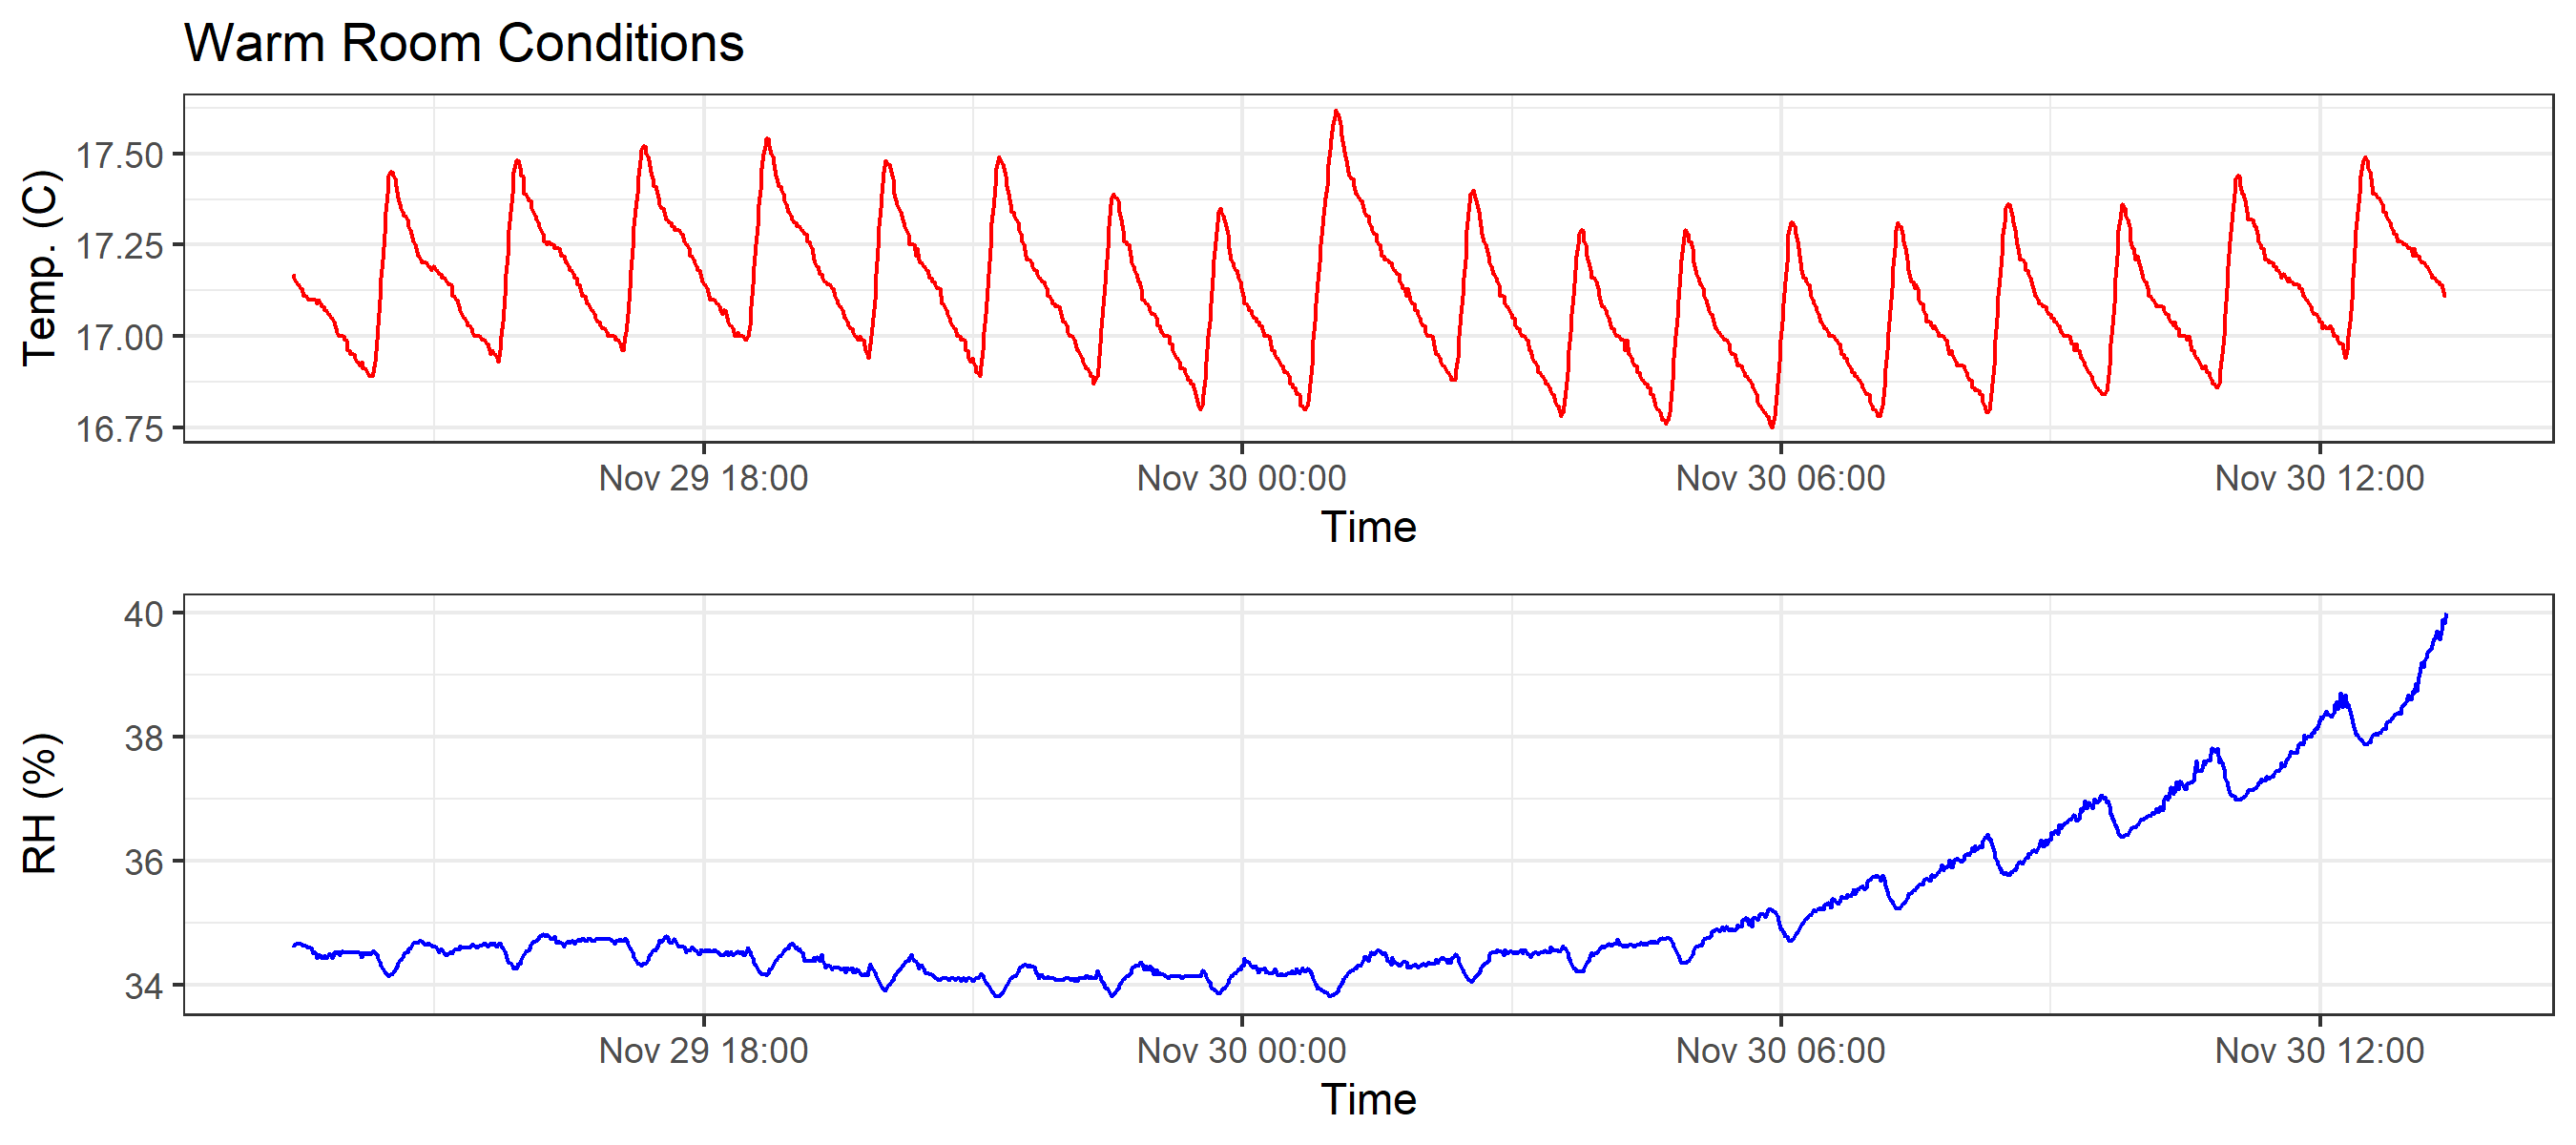 Warm Room Conditions
17.50
17.25
17.00
16.75
Temp. (C)
Nov 29 18:00 Nov 30 00:00 Nov 30 06:00 Nov 30 12:00
Time
40
38
36
34
RH (%)
Nov 29 18:00 Nov 30 00:00 Nov 30 06:00 Nov 30 12:00
Time